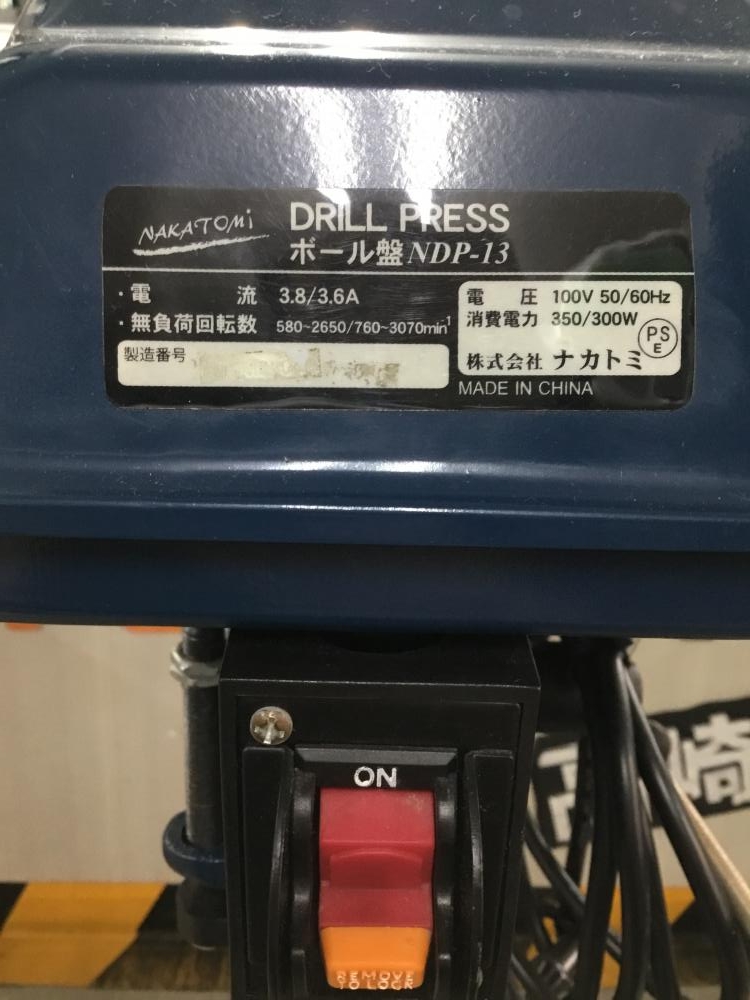 NAKATOMi
DRILL PRESS
ボール盤 NDP-13
・電 流 3.8/3.6A
・無負荷回転数 580~2650/760~3070min⁻¹
製造番号
電 圧 100V 50/60Hz
消費電力 350/300W
PS
E
株式会社 ナカトミ
MADE IN CHINA
ON
REMOVE
TO LOCK
高崎